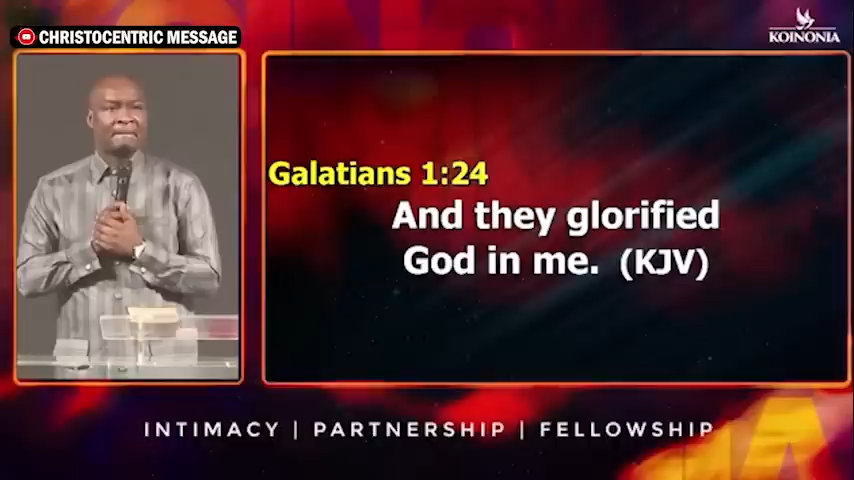 CHRISTOCENTRIC MESSAGE
KOINONIA
Galatians 1:24
And they glorified
God in me. (KJV)
INTIMACY | PARTNERSHIP | FELLOWSHIP